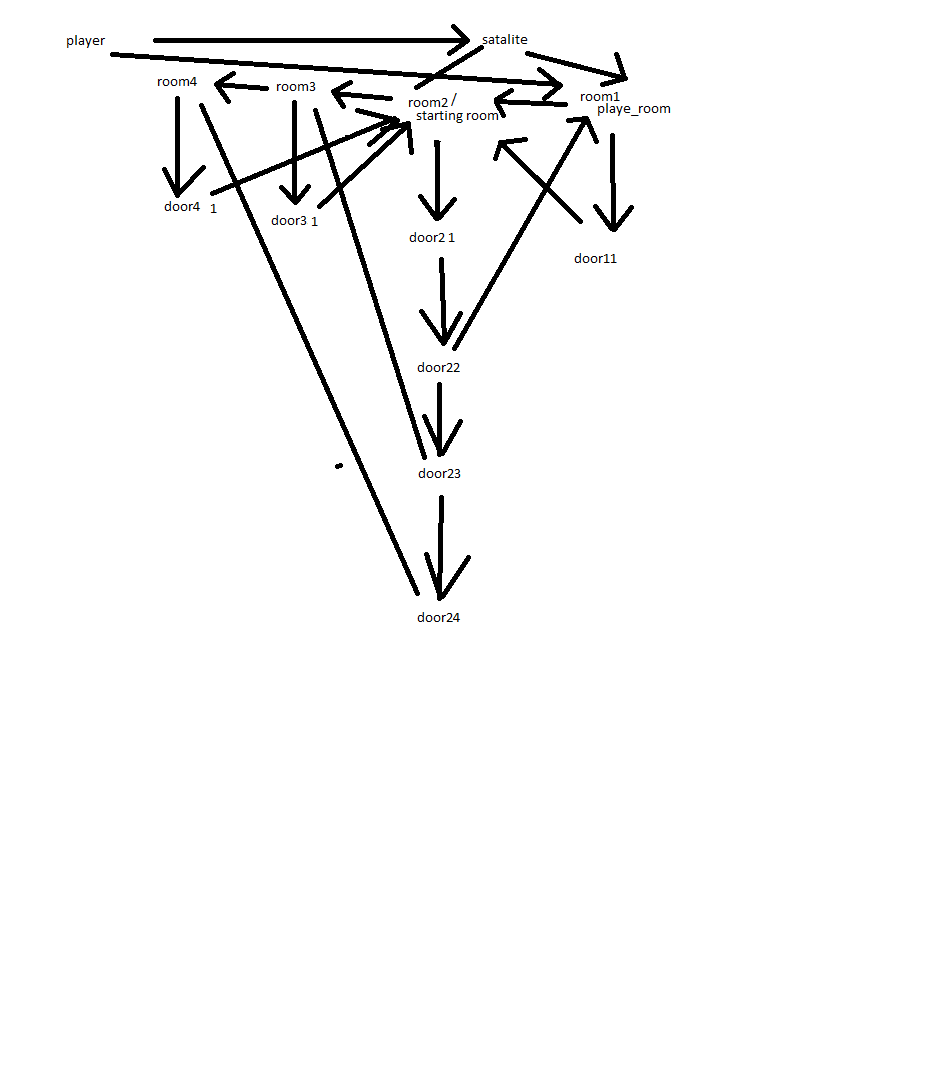 player
satalite
room4
room3
room2 /
starting room
room1
playe_room
door4 1
door3 1
door2 1
door11
door22
door23
door24